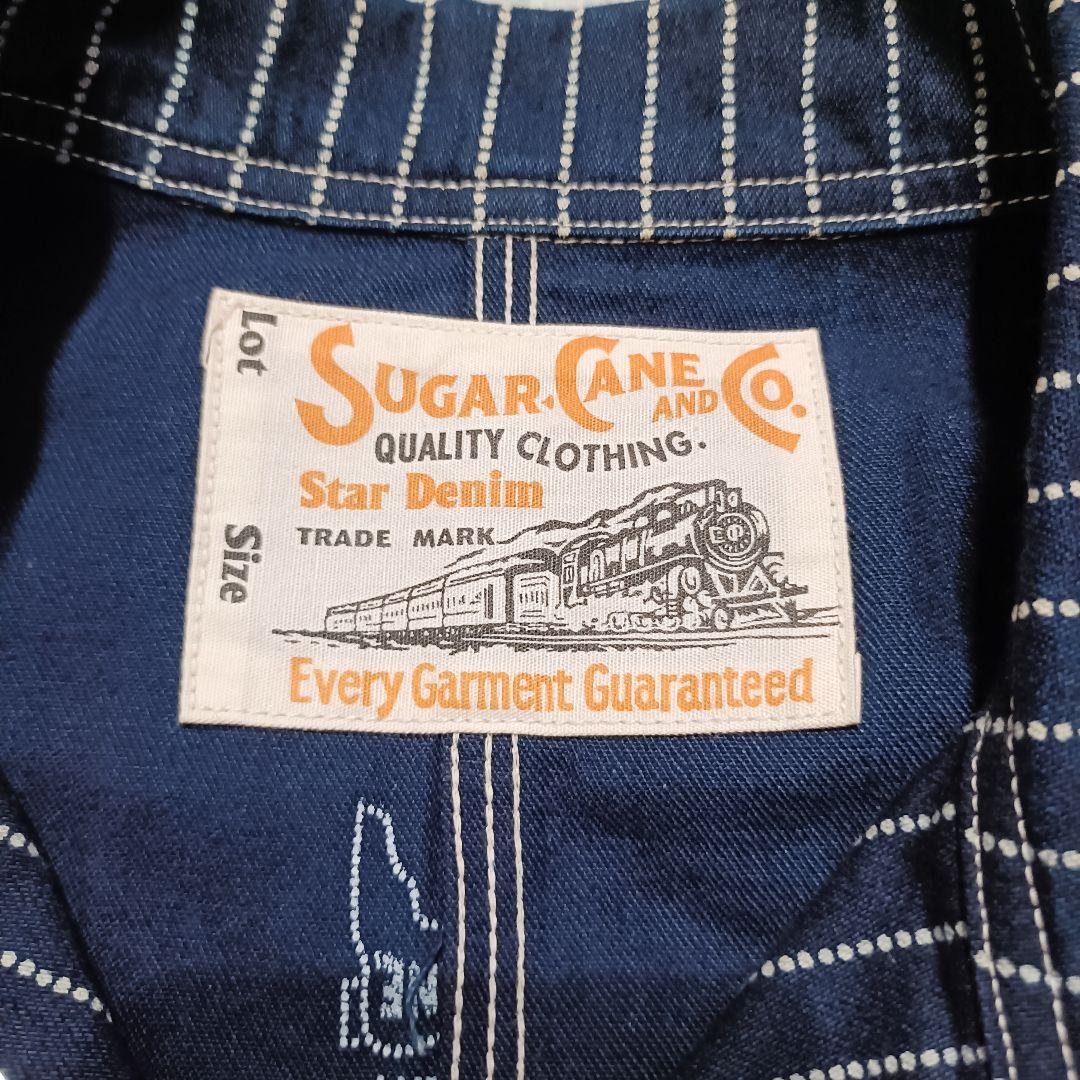 Lot
Size
SUGAR CANE AND CO.
QUALITY CLOTHING.
Star Denim
TRADE MARK
Every Garment Guaranteed